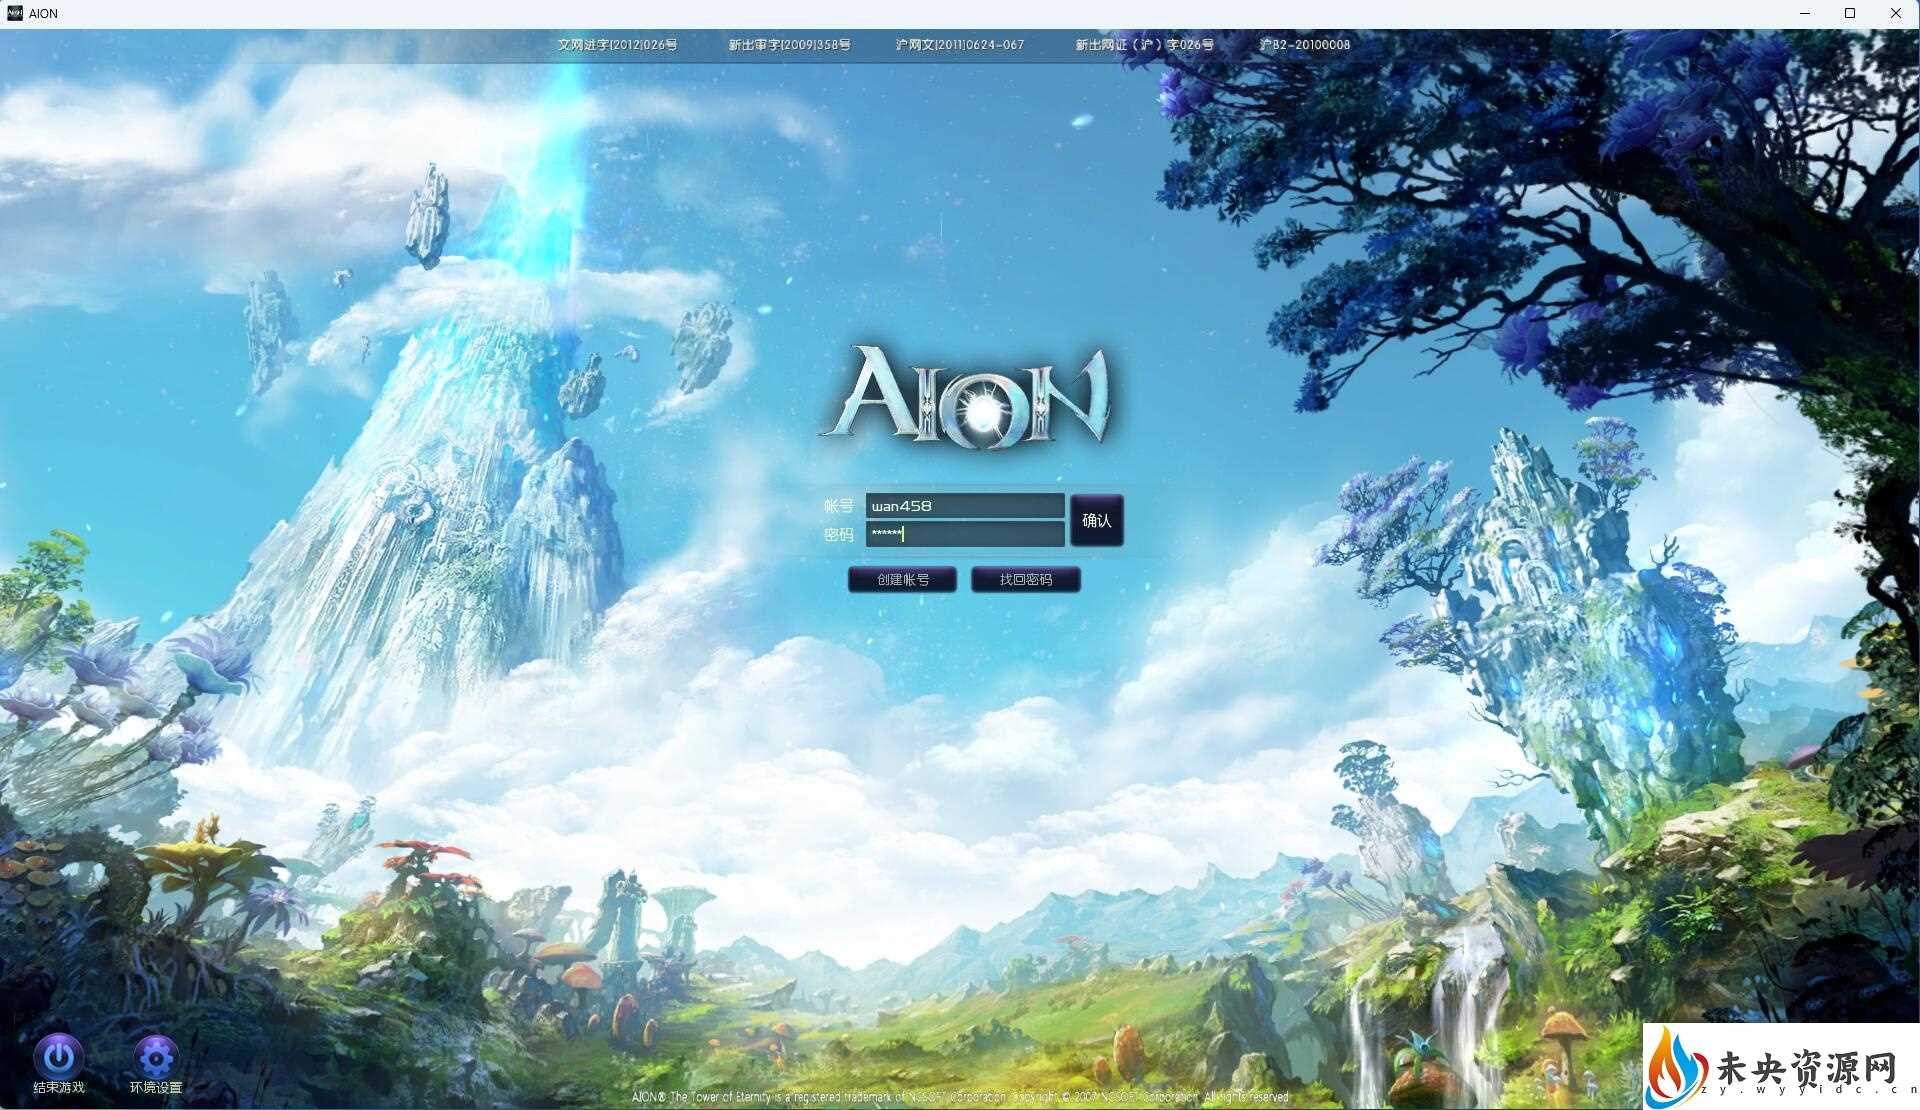 AION
文网进字[2012]026号 新出审字[2009]358号 沪网文[2011]0624-067 新出网证（沪）字026号 沪B2-20100008
AION
帐号 wan458
密码 ******
确认
创建帐号 找回密码
结束游戏 环境设置
AION® The Tower of Eternity is a registered trademark of NCSOFT Corporation. Copyright © 2007 NCSOFT Corporation. All rights reserved
未央资源网
zy.wyyidc.cn